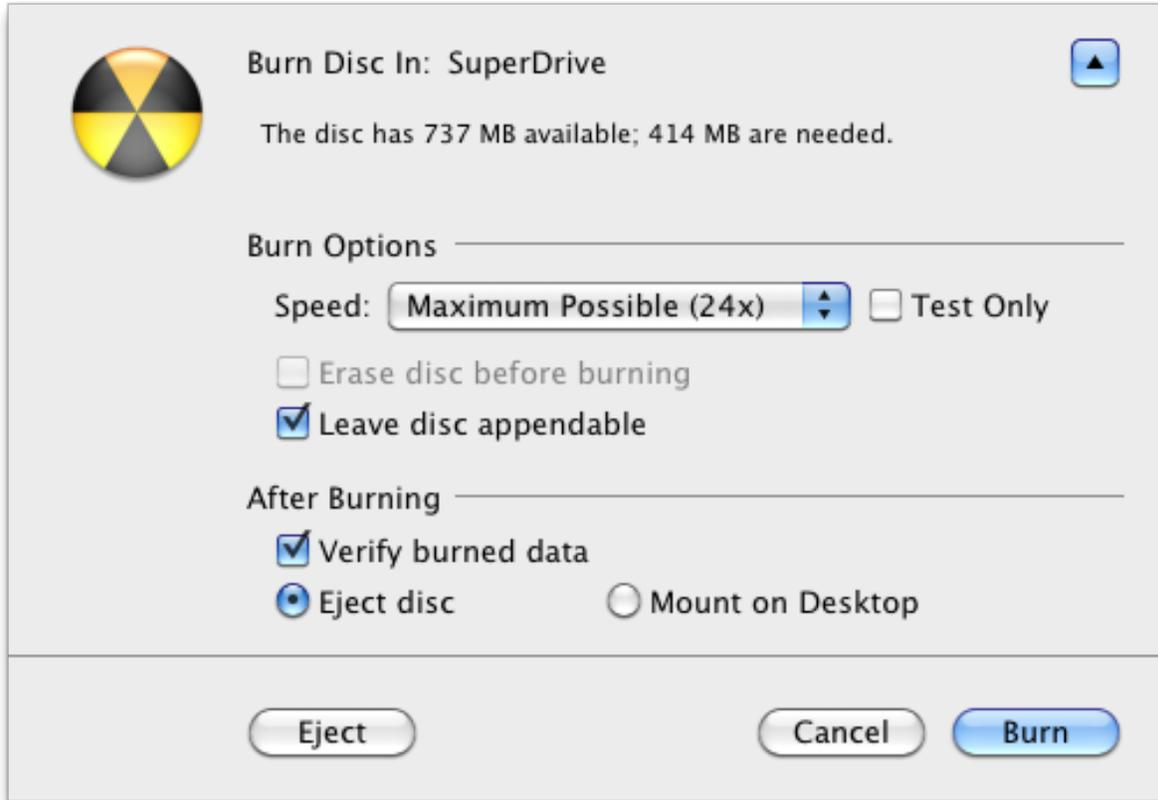 Burn Disc In: SuperDrive
The disc has 737 MB available; 414 MB are needed.
Burn Options
Speed: Maximum Possible (24x) Test Only
Erase disc before burning
Leave disc appendable
After Burning
Verify burned data
Eject disc Mount on Desktop
Eject Cancel Burn